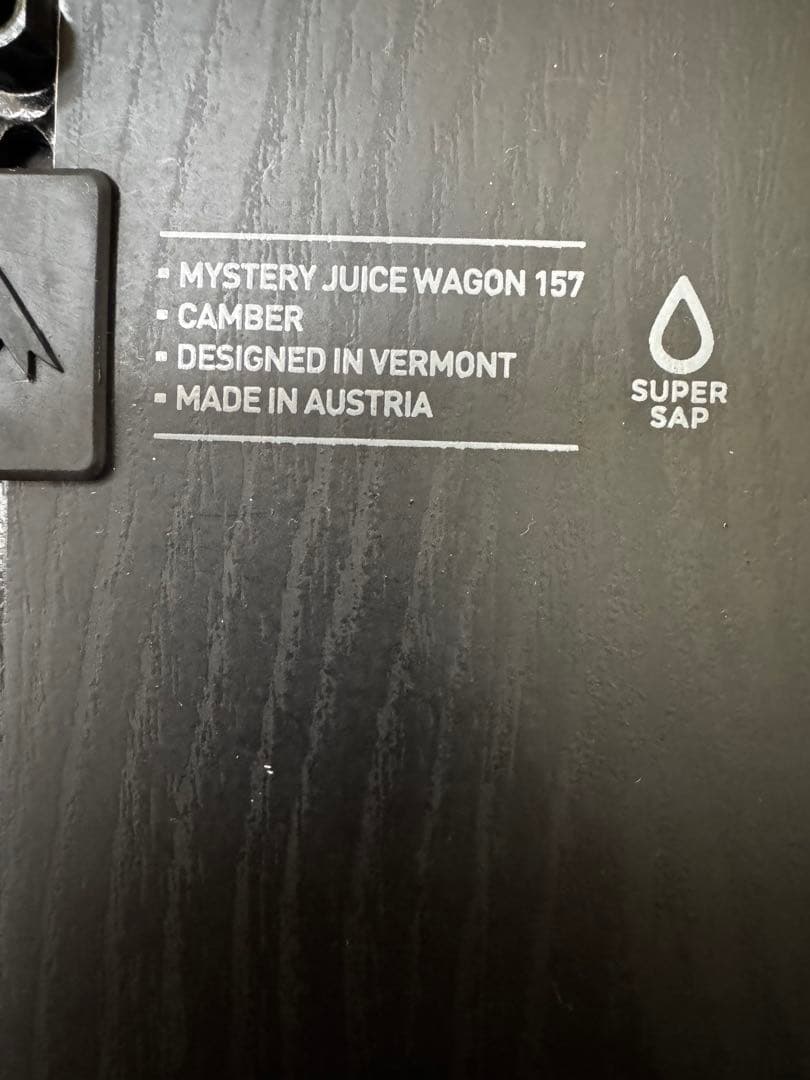 ▪ MYSTERY JUICE WAGON 157
▪ CAMBER
▪ DESIGNED IN VERMONT
▪ MADE IN AUSTRIA
SUPER
SAP